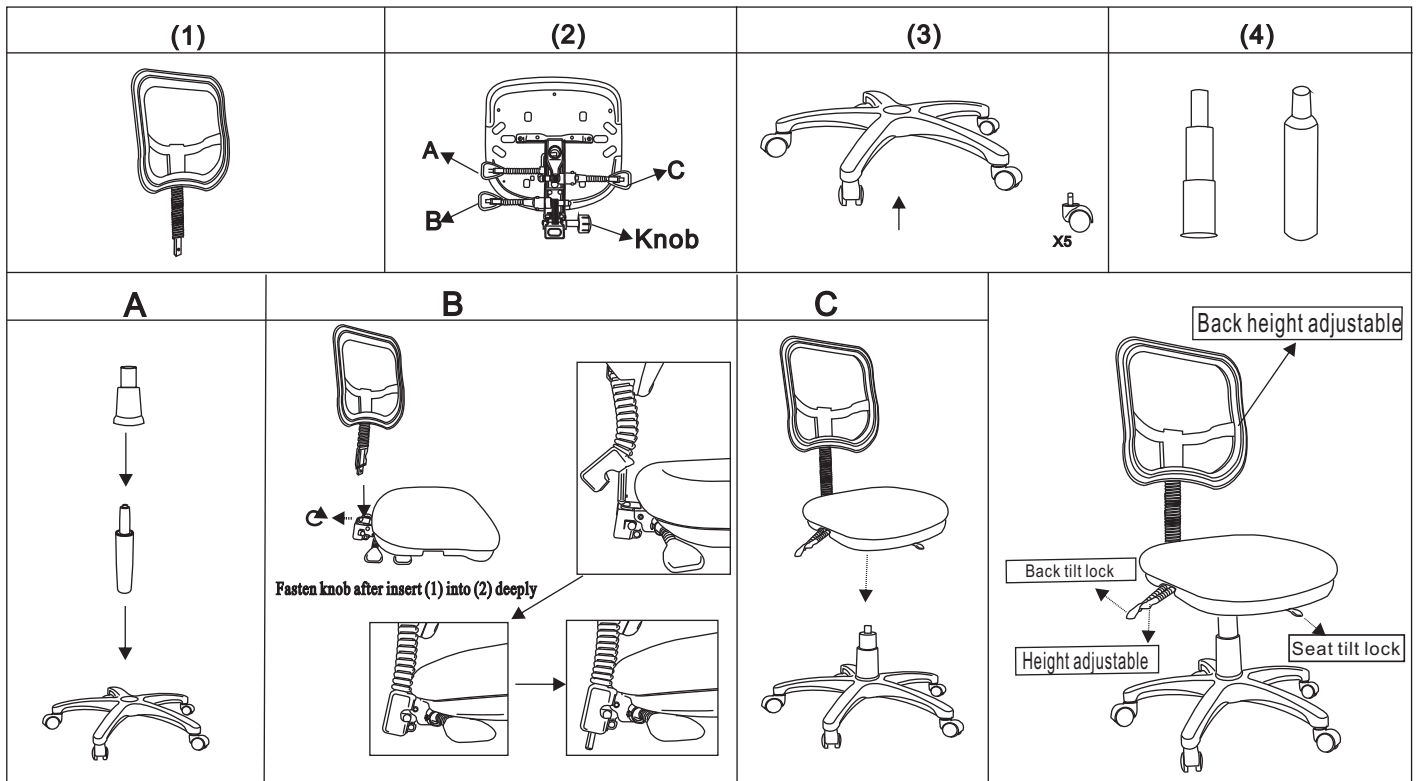 (1)
(2)
(3)
(4)
A
B
C
Knob
X5
A
B
C
Fasten knob after insert (1) into (2) deeply
Back height adjustable
Back tilt lock
Height adjustable
Seat tilt lock